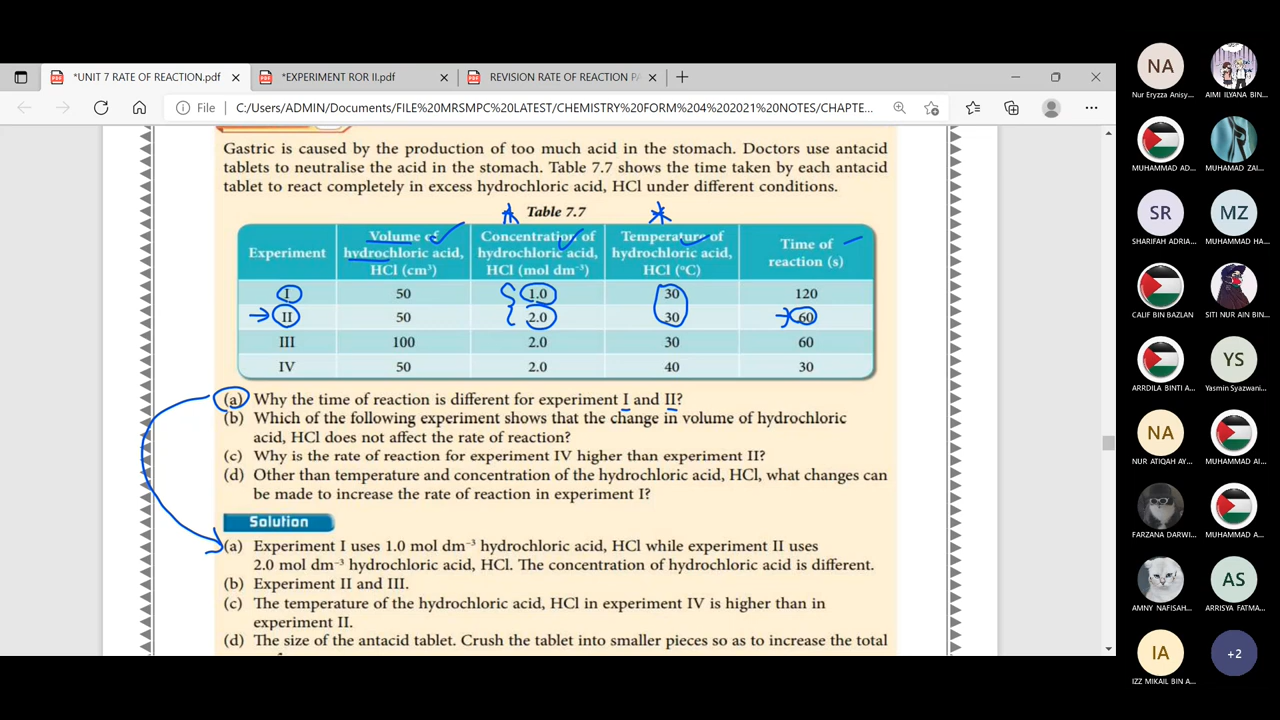 *UNIT 7 RATE OF REACTION.pdf
*EXPERIMENT ROR II.pdf
REVISION RATE OF REACTION PA
File
C:/Users/ADMIN/Documents/FILE%20MRSMPC%20LATEST/CHEMISTRY%20FORM%204%202021%20NOTES/CHAPTE...
Gastric is caused by the production of too much acid in the stomach. Doctors use antacid
tablets to neutralise the acid in the stomach. Table 7.7 shows the time taken by each antacid
tablet to react completely in excess hydrochloric acid, HCl under different conditions.
Table 7.7
Experiment
Volume of hydrochloric acid, HCl (cm³)
Concentration of hydrochloric acid, HCl (mol dm⁻³)
Temperature of hydrochloric acid, HCl (°C)
Time of reaction (s)
I 50 1.0 30 120
II 50 2.0 30 60
III 100 2.0 30 60
IV 50 2.0 40 30
(a) Why the time of reaction is different for experiment I and II?
(b) Which of the following experiment shows that the change in volume of hydrochloric
acid, HCl does not affect the rate of reaction?
(c) Why is the rate of reaction for experiment IV higher than experiment II?
(d) Other than temperature and concentration of the hydrochloric acid, HCl, what changes can
be made to increase the rate of reaction in experiment I?
Solution
(a) Experiment I uses 1.0 mol dm⁻³ hydrochloric acid, HCl while experiment II uses
2.0 mol dm⁻³ hydrochloric acid, HCl. The concentration of hydrochloric acid is different.
(b) Experiment II and III.
(c) The temperature of the hydrochloric acid, HCl in experiment IV is higher than in
experiment II.
(d) The size of the antacid tablet. Crush the tablet into smaller pieces so as to increase the total
NA
Nur Eryzza Anisy...
AIMI ILYANA BIN...
MUHAMMAD AD...
MUHAMAD ZAI...
SR
SHARIFAH ADRIA...
MZ
MUHAMMAD HA...
CALIF BIN BAZLAN
SITI NUR AIN BIN...
ARRDILA BINTI A...
YS
Yasmin Syazwani...
NA
NUR ATIQAH AY...
MUHAMMAD AI...
FARZANA DARWI...
MUHAMMAD A...
AMNY NAFISAH...
AS
ARRISYA FATMA...
IA
IZZ MIKAIL BIN A...
+2